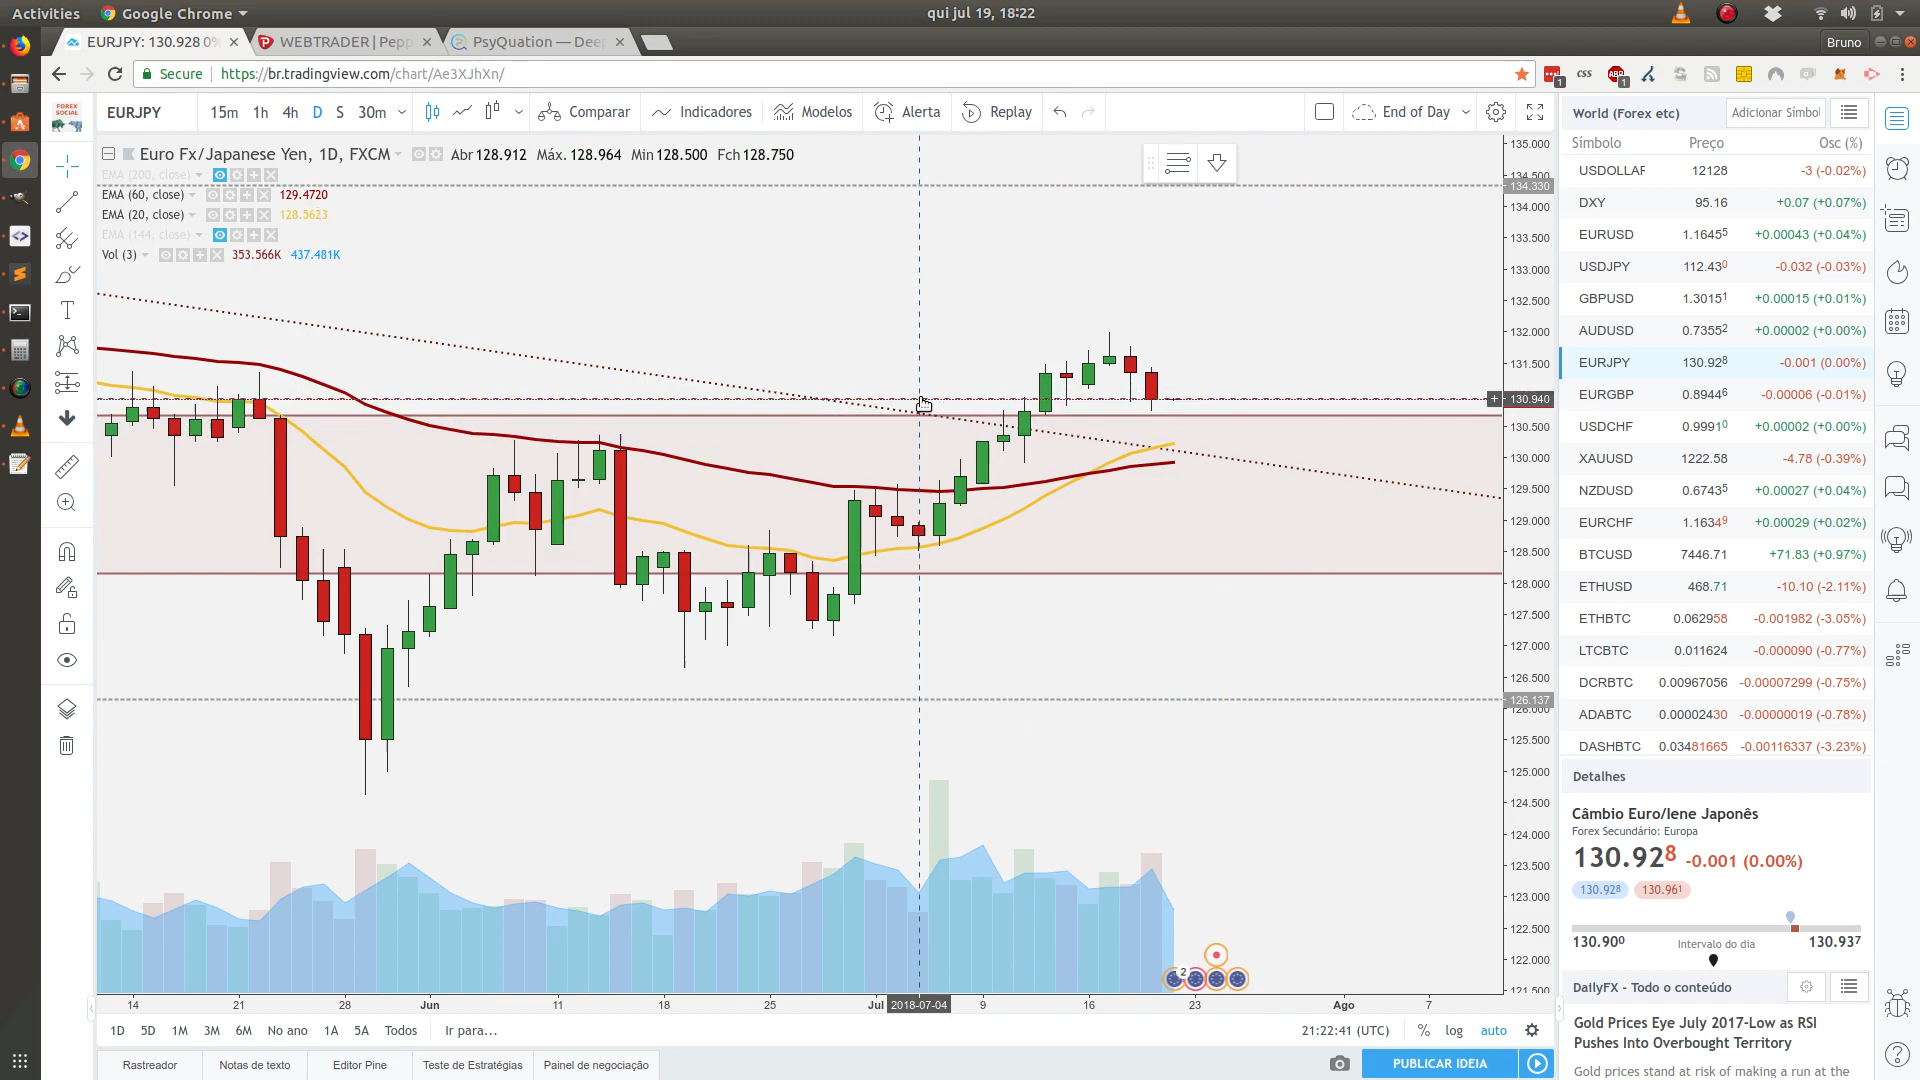 Activities Google Chrome qui jul 19, 18:22
EURJPY: 130.928 0% WEBTRADER | Pepp PsyQuation — Deep Bruno
Secure https://br.tradingview.com/chart/Ae3XJhXn/
FOREX SOCIAL
EURJPY 15m 1h 4h D S 30m Comparar Indicadores Modelos Alerta Replay End of Day
Euro Fx/Japanese Yen, 1D, FXCM Abr 128.912 Máx. 128.964 Min 128.500 Fch 128.750
EMA (200, close)
EMA (60, close) 129.4720
EMA (20, close) 128.5623
EMA (144, close)
Vol (3) 353.566K 437.481K
135.000
134.500
134.330
134.000
133.500
133.000
132.500
132.000
131.500
130.940
130.500
130.000
129.500
129.000
128.500
128.000
127.500
127.000
126.500
126.137
126.000
125.500
125.000
124.500
124.000
123.500
123.000
122.500
122.000
121.500
2
14 21 28 Jun 11 18 25 Jul 2018-07-04 9 16 23 Ago 7
1D 5D 1M 3M 6M No ano 1A 5A Todos Ir para... 21:22:41 (UTC) % log auto
Rastreador Notas de texto Editor Pine Teste de Estratégias Painel de negociação PUBLICAR IDEIA
World (Forex etc) Adicionar Símbol
Símbolo Preço Osc (%)
USDOLLAR 12128 -3 (-0.02%)
DXY 95.16 +0.07 (+0.07%)
EURUSD 1.16455 +0.00043 (+0.04%)
USDJPY 112.430 -0.032 (-0.03%)
GBPUSD 1.30151 +0.00015 (+0.01%)
AUDUSD 0.73552 +0.00002 (+0.00%)
EURJPY 130.928 -0.001 (0.00%)
EURGBP 0.89446 -0.00006 (-0.01%)
USDCHF 0.99910 +0.00002 (+0.00%)
XAUUSD 1222.58 -4.78 (-0.39%)
NZDUSD 0.67435 +0.00027 (+0.04%)
EURCHF 1.16349 +0.00029 (+0.02%)
BTCUSD 7446.71 +71.83 (+0.97%)
ETHUSD 468.71 -10.10 (-2.11%)
ETHBTC 0.062958 -0.001982 (-3.05%)
LTCBTC 0.011624 -0.000090 (-0.77%)
DCRBTC 0.00967056 -0.00007299 (-0.75%)
ADABTC 0.00002430 -0.00000019 (-0.78%)
DASHBTC 0.03481665 -0.00116337 (-3.23%)
Detalhes
Câmbio Euro/Iene Japonês
Forex Secundário: Europa
130.928 -0.001 (0.00%)
130.928 130.961
130.900 Intervalo do dia 130.937
DailyFX - Todo o conteúdo
Gold Prices Eye July 2017-Low as RSI
Pushes Into Overbought Territory
Gold prices stand at risk of making a run at the